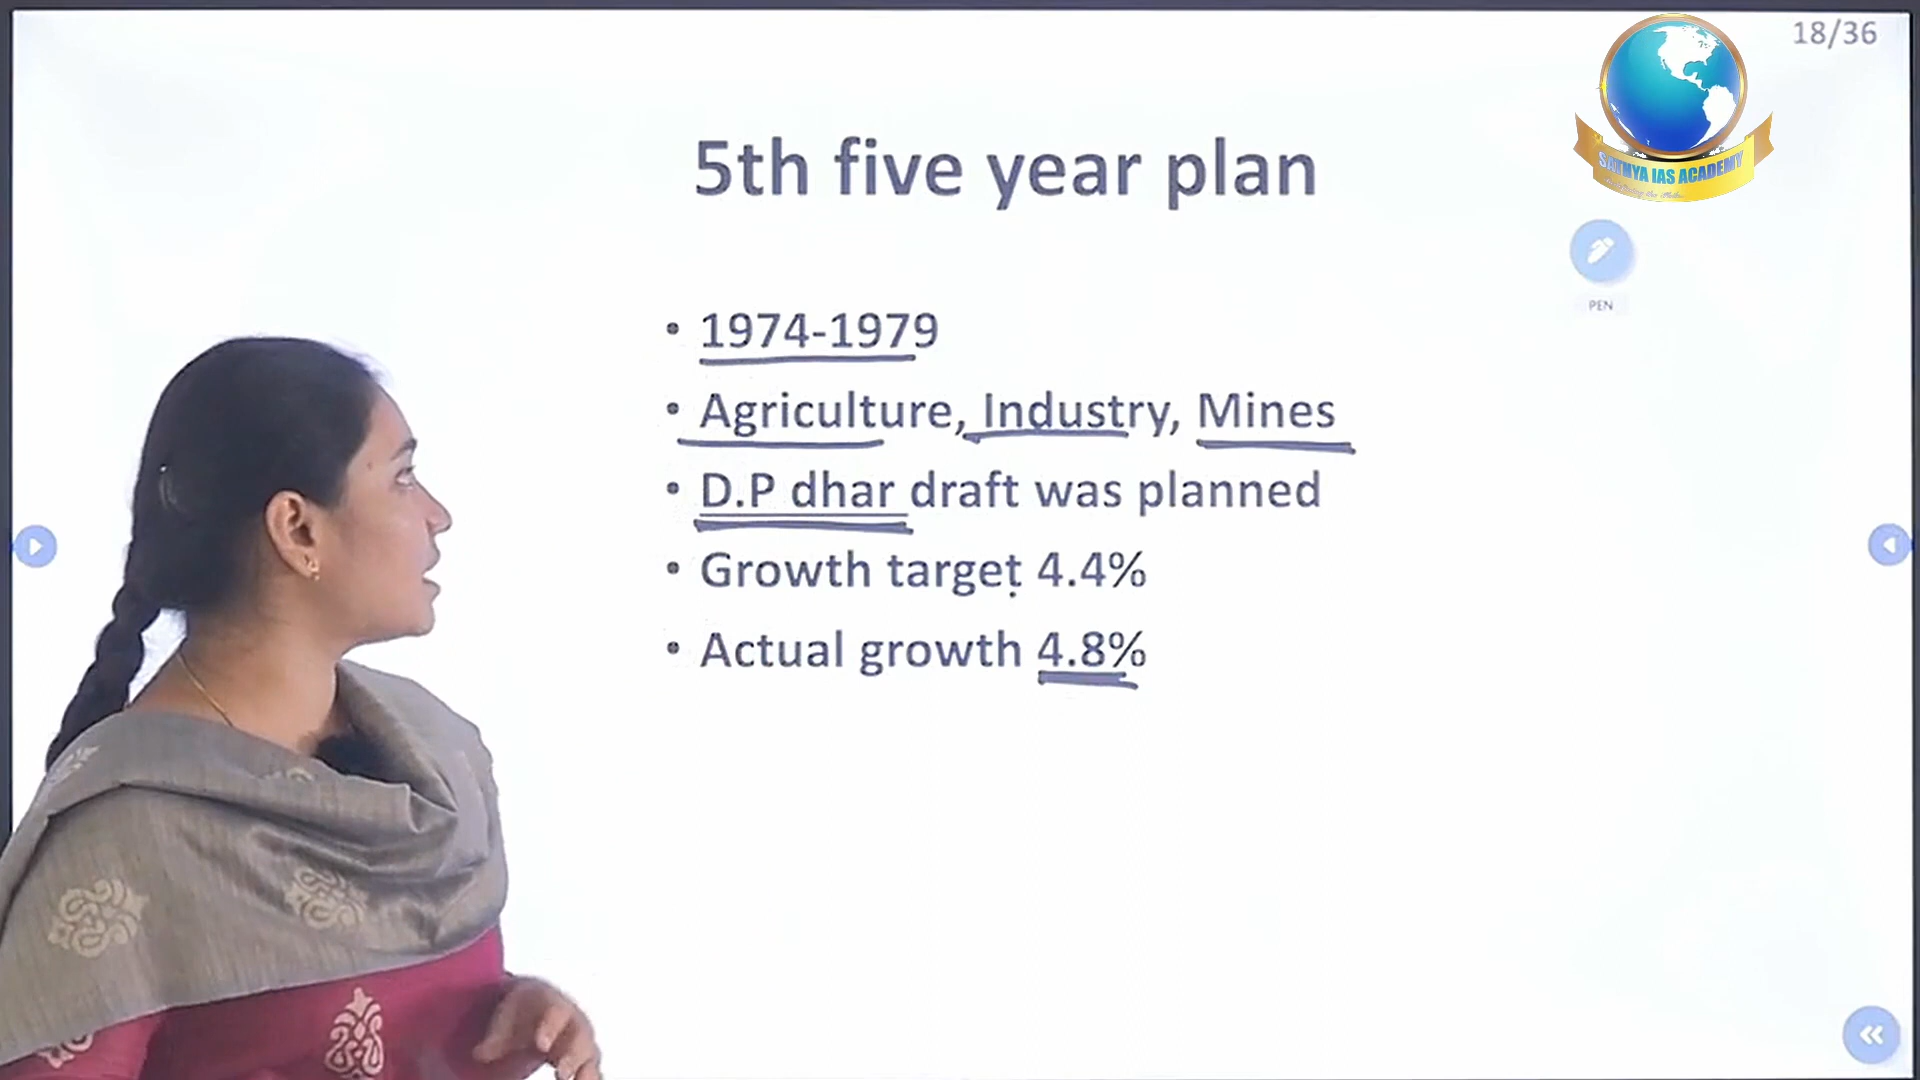 18/36
5th five year plan
SATHYA IAS ACADEMY
PEN
• 1974-1979
• Agriculture, Industry, Mines
• D.P dhar draft was planned
• Growth target 4.4%
• Actual growth 4.8%